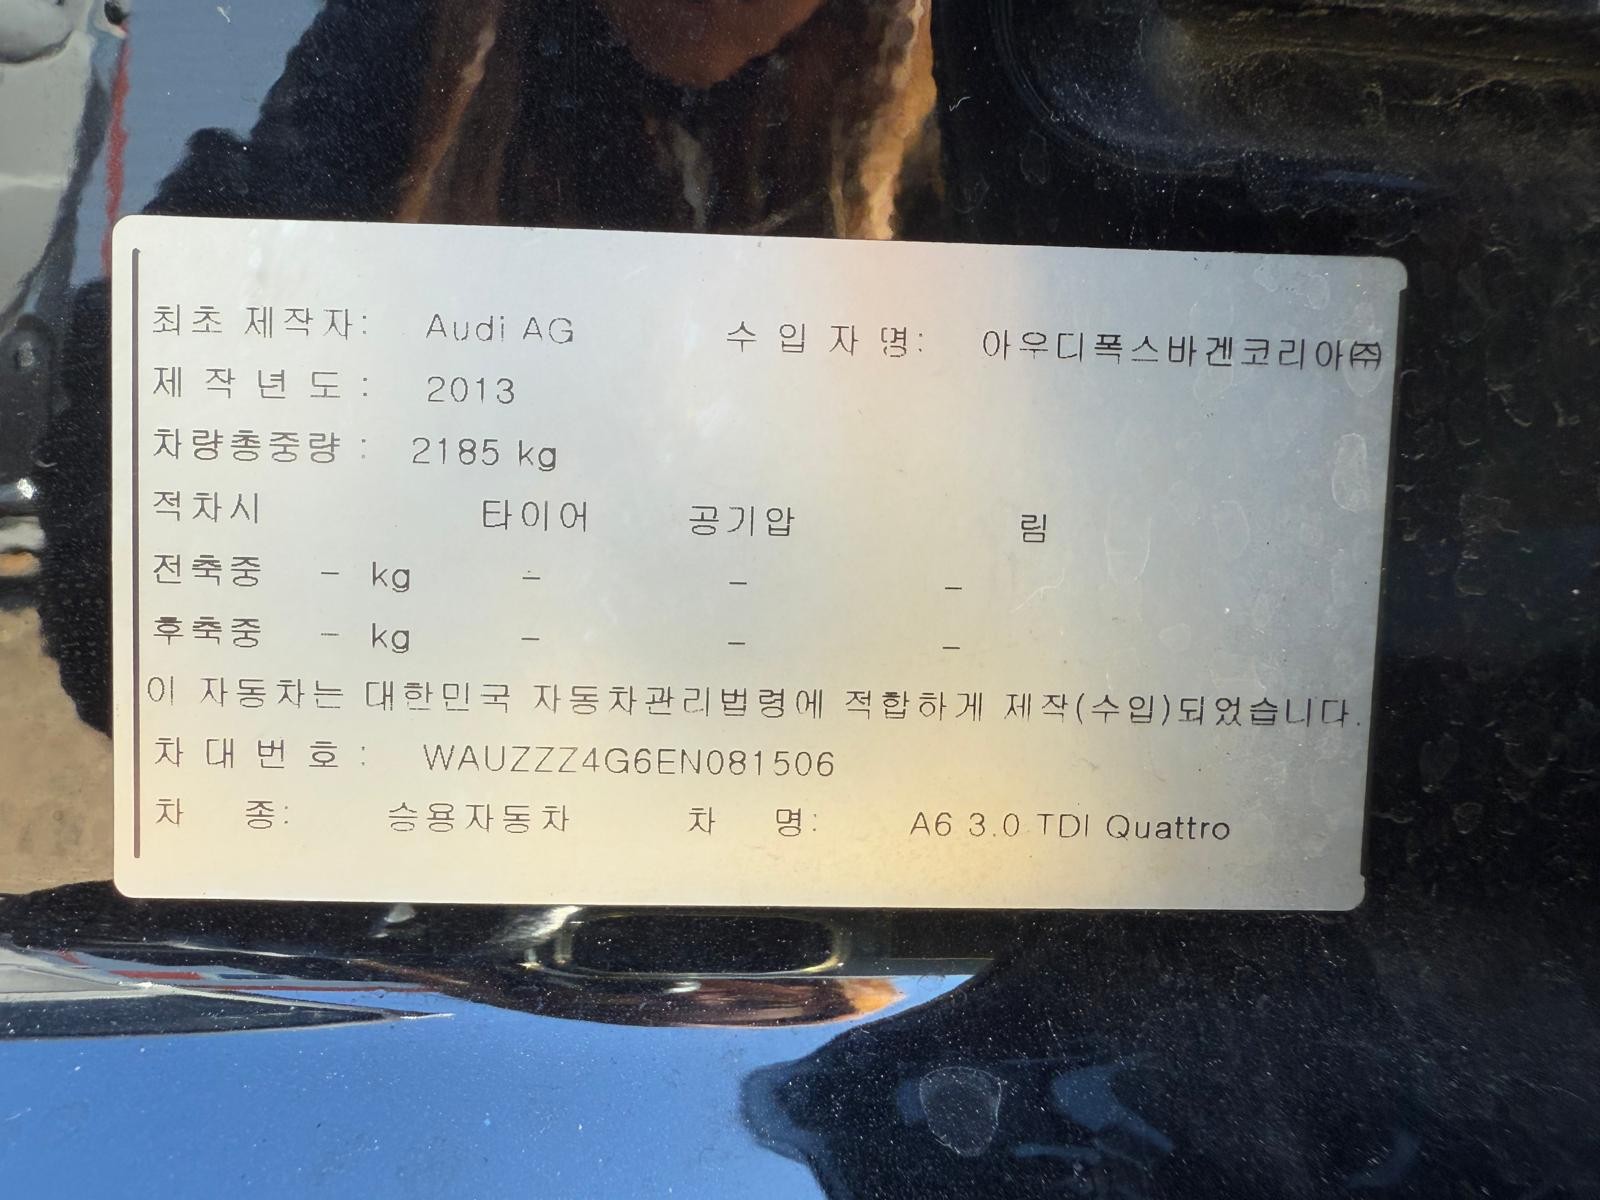 최초 제작자: Audi AG 수 입 자 명: 아우디폭스바겐코리아㈜
제 작 년 도 : 2013
차량총중량 : 2185 kg
적차시 타이어 공기압 림
전축중 - kg - - -
후축중 - kg - - -
이 자동차는 대한민국 자동차관리법령에 적합하게 제작(수입)되었습니다.
차 대 번 호 : WAUZZZ4G6EN081506
차 종: 승용자동차 차 명: A6 3.0 TDI Quattro